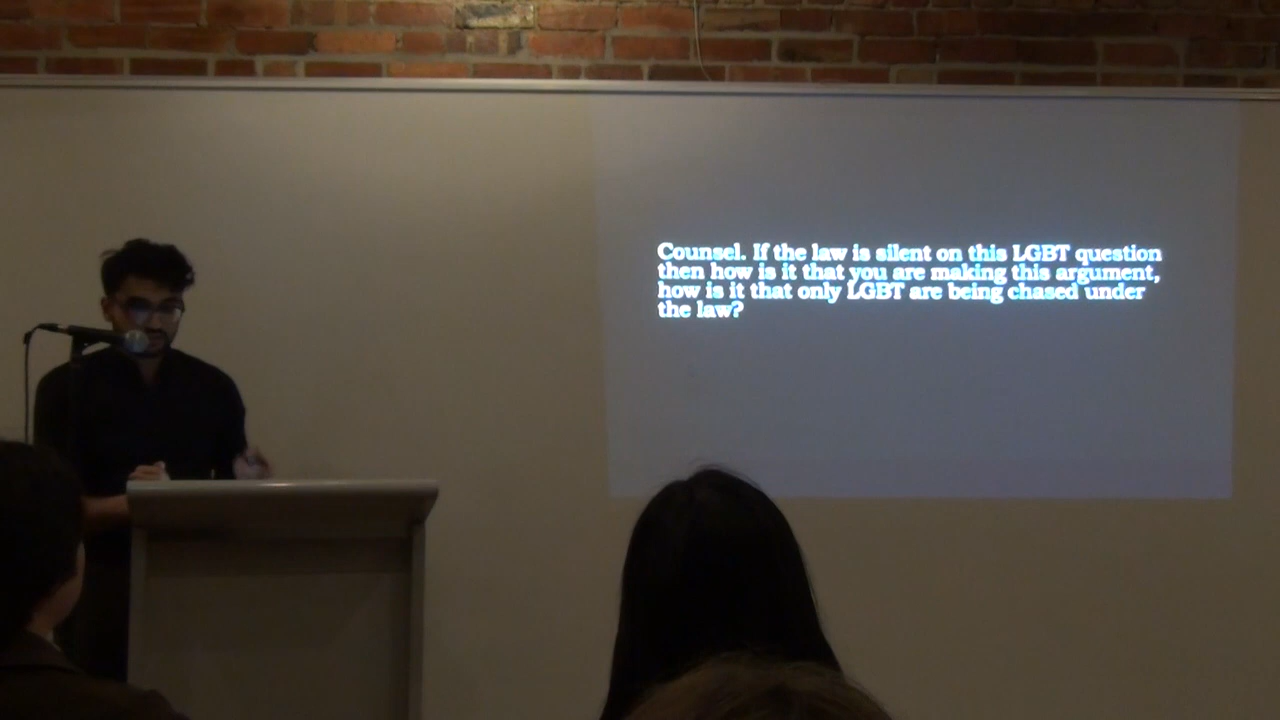 Counsel. If the law is silent on this LGBT question
then how is it that you are making this argument,
how is it that only LGBT are being chased under
the law?